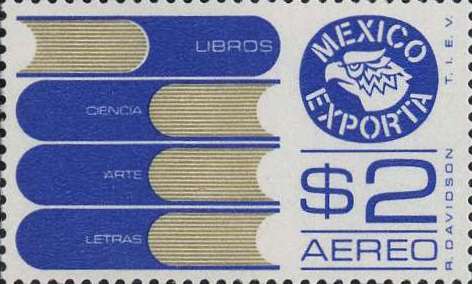 LIBROS
CIENCIA
ARTE
LETRAS
MEXICO
EXPORTA
$2
AEREO
T.I.E.V.
R. DAVIDSON